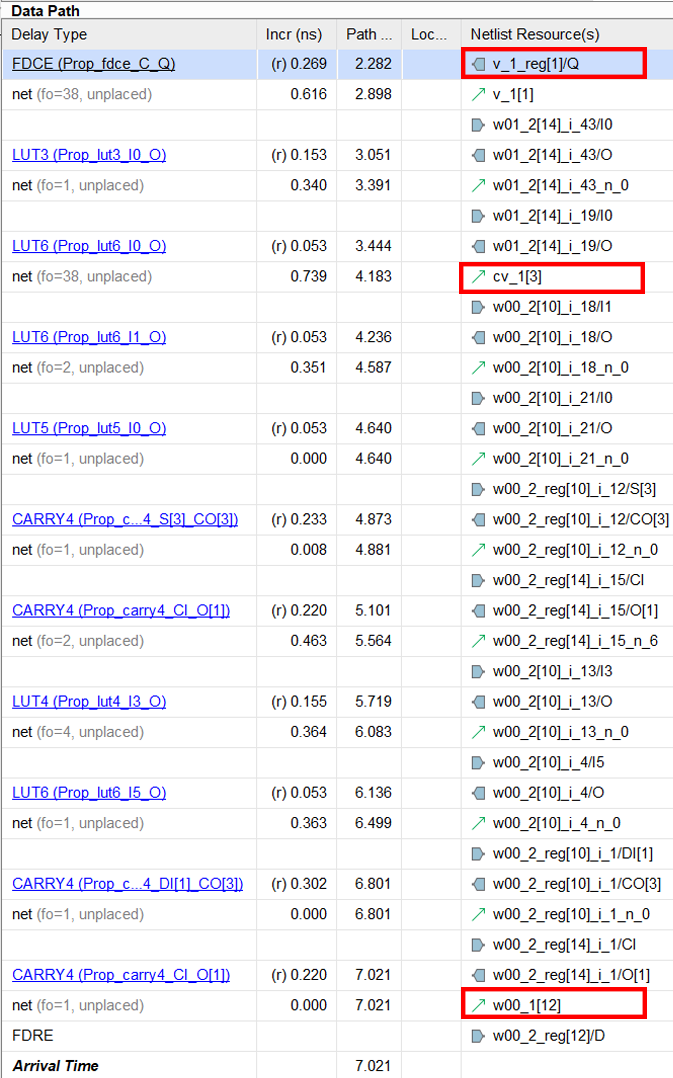 Data Path
Delay Type Incr (ns) Path ... Loc... Netlist Resource(s)
FDCE (Prop_fdce_C_Q) (r) 0.269 2.282 v_1_reg[1]/Q
net (fo=38, unplaced) 0.616 2.898 v_1[1]
w01_2[14]_i_43/I0
LUT3 (Prop_lut3_I0_O) (r) 0.153 3.051 w01_2[14]_i_43/O
net (fo=1, unplaced) 0.340 3.391 w01_2[14]_i_43_n_0
w01_2[14]_i_19/I0
LUT6 (Prop_lut6_I0_O) (r) 0.053 3.444 w01_2[14]_i_19/O
net (fo=38, unplaced) 0.739 4.183 cv_1[3]
w00_2[10]_i_18/I1
LUT6 (Prop_lut6_I1_O) (r) 0.053 4.236 w00_2[10]_i_18/O
net (fo=2, unplaced) 0.351 4.587 w00_2[10]_i_18_n_0
w00_2[10]_i_21/I0
LUT5 (Prop_lut5_I0_O) (r) 0.053 4.640 w00_2[10]_i_21/O
net (fo=1, unplaced) 0.000 4.640 w00_2[10]_i_21_n_0
w00_2_reg[10]_i_12/S[3]
CARRY4 (Prop_c...4_S[3]_CO[3]) (r) 0.233 4.873 w00_2_reg[10]_i_12/CO[3]
net (fo=1, unplaced) 0.008 4.881 w00_2_reg[10]_i_12_n_0
w00_2_reg[14]_i_15/CI
CARRY4 (Prop_carry4_CI_O[1]) (r) 0.220 5.101 w00_2_reg[14]_i_15/O[1]
net (fo=2, unplaced) 0.463 5.564 w00_2_reg[14]_i_15_n_6
w00_2[10]_i_13/I3
LUT4 (Prop_lut4_I3_O) (r) 0.155 5.719 w00_2[10]_i_13/O
net (fo=4, unplaced) 0.364 6.083 w00_2[10]_i_13_n_0
w00_2[10]_i_4/I5
LUT6 (Prop_lut6_I5_O) (r) 0.053 6.136 w00_2[10]_i_4/O
net (fo=1, unplaced) 0.363 6.499 w00_2[10]_i_4_n_0
w00_2_reg[10]_i_1/DI[1]
CARRY4 (Prop_c...4_DI[1]_CO[3]) (r) 0.302 6.801 w00_2_reg[10]_i_1/CO[3]
net (fo=1, unplaced) 0.000 6.801 w00_2_reg[10]_i_1_n_0
w00_2_reg[14]_i_1/CI
CARRY4 (Prop_carry4_CI_O[1]) (r) 0.220 7.021 w00_2_reg[14]_i_1/O[1]
net (fo=1, unplaced) 0.000 7.021 w00_1[12]
FDRE w00_2_reg[12]/D
Arrival Time 7.021